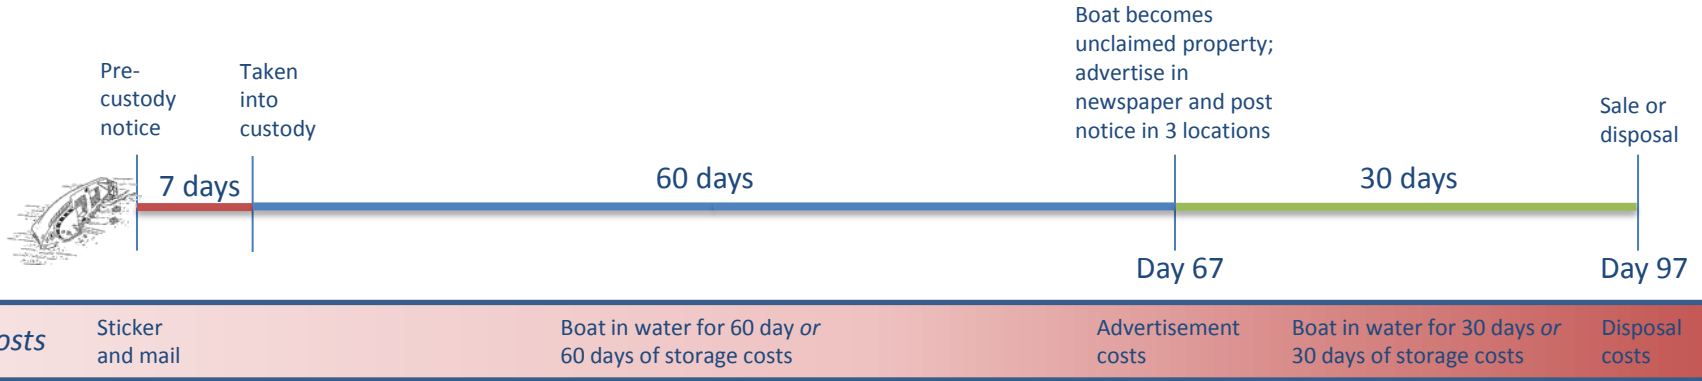 Pre-
custody
notice
Taken
into
custody
Boat becomes
unclaimed property;
advertise in
newspaper and post
notice in 3 locations
Sale or
disposal
7 days
60 days
30 days
Day 67
Day 97
osts
Sticker
and mail
Boat in water for 60 day or
60 days of storage costs
Advertisement
costs
Boat in water for 30 days or
30 days of storage costs
Disposal
costs